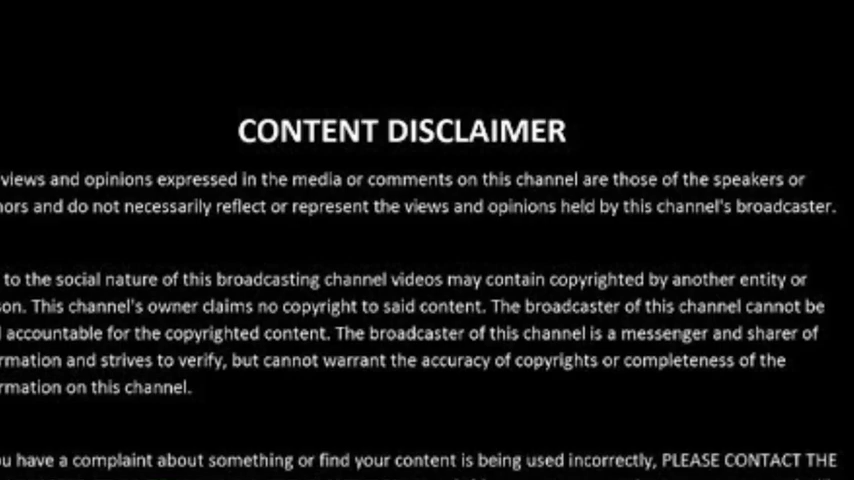 CONTENT DISCLAIMER
views and opinions expressed in the media or comments on this channel are those of the speakers or
hors and do not necessarily reflect or represent the views and opinions held by this channel's broadcaster.
to the social nature of this broadcasting channel videos may contain copyrighted by another entity or
son. This channel's owner claims no copyright to said content. The broadcaster of this channel cannot be
accountable for the copyrighted content. The broadcaster of this channel is a messenger and sharer of
rmation and strives to verify, but cannot warrant the accuracy of copyrights or completeness of the
rmation on this channel.
u have a complaint about something or find your content is being used incorrectly, PLEASE CONTACT THE